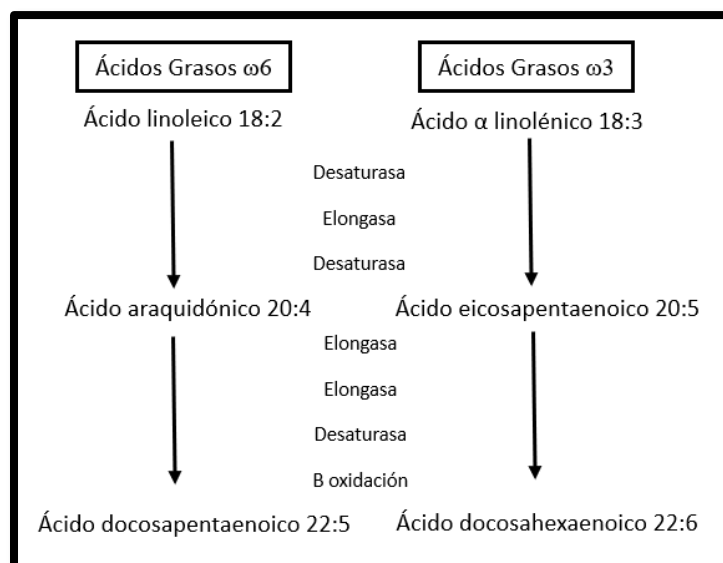 Ácidos Grasos ω6
Ácidos Grasos ω3
Ácido linoleico 18:2
Ácido α linolénico 18:3
Desaturasa
Elongasa
Desaturasa
Ácido araquidónico 20:4
Ácido eicosapentaenoico 20:5
Elongasa
Elongasa
Desaturasa
B oxidación
Ácido docosapentaenoico 22:5
Ácido docosahexaenoico 22:6